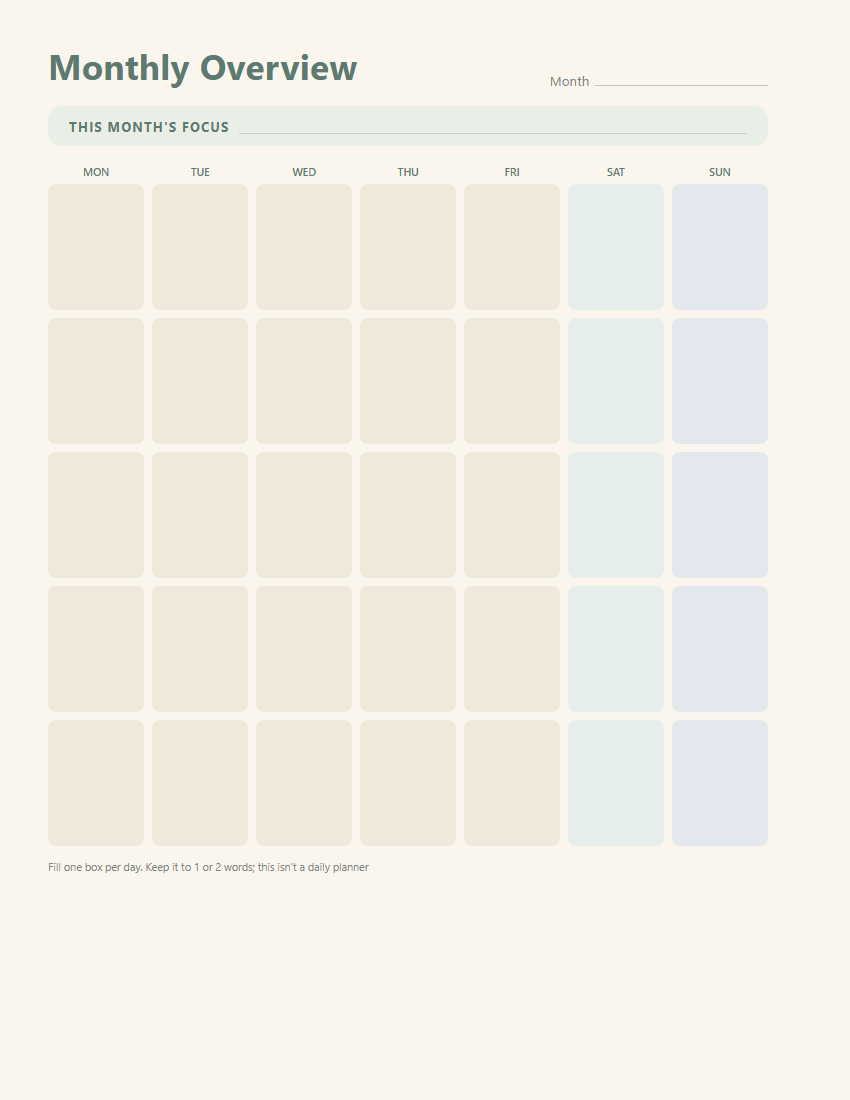 Monthly Overview
Month
THIS MONTH'S FOCUS
MON TUE WED THU FRI SAT SUN
Fill one box per day. Keep it to 1 or 2 words; this isn't a daily planner